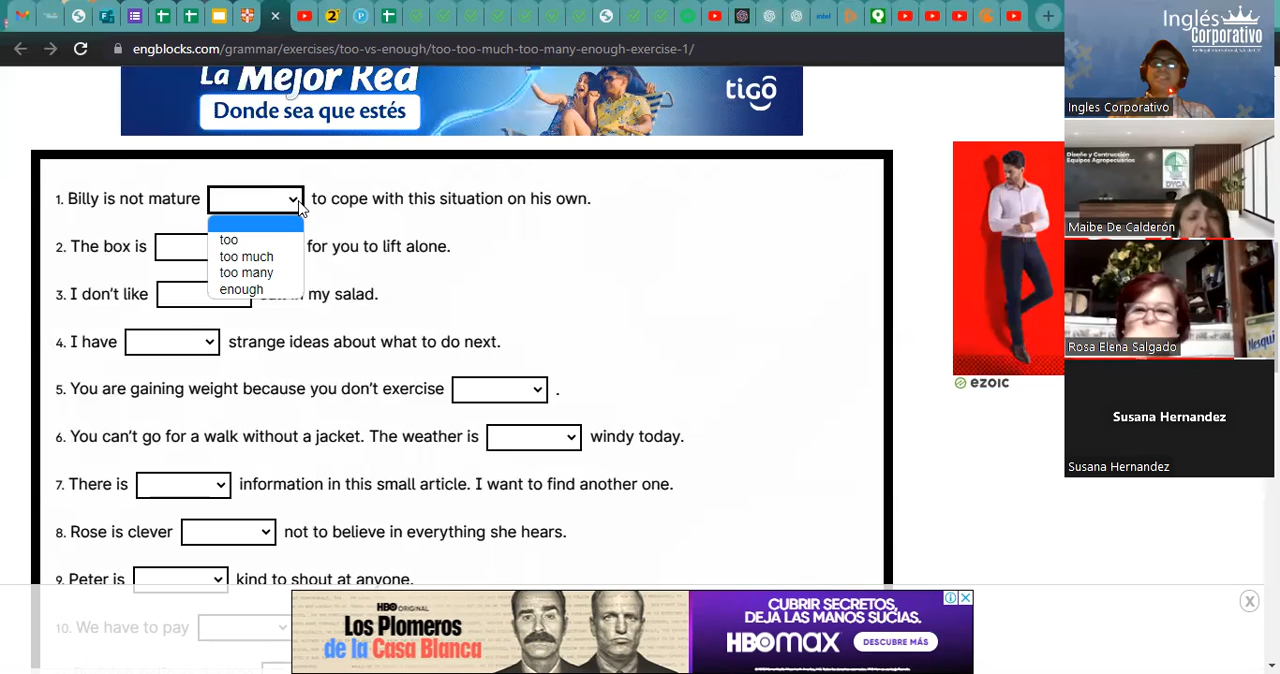 engblocks.com/grammar/exercises/too-vs-enough/too-too-much-too-many-enough-exercise-1/
La Mejor Red
Donde sea que estés
tigo
Inglés
Corporativo
Ingles Corporativo
Diseño y Construcción
Equipos Agropecuarios
DYCA
Maibe De Calderón
Nesqui
Rosa Elena Salgado
Susana Hernandez
Susana Hernandez
1. Billy is not mature to cope with this situation on his own.
too
too much
too many
enough
2. The box is for you to lift alone.
3. I don't like my salad.
4. I have strange ideas about what to do next.
5. You are gaining weight because you don't exercise .
6. You can't go for a walk without a jacket. The weather is windy today.
7. There is information in this small article. I want to find another one.
8. Rose is clever not to believe in everything she hears.
9. Peter is kind to shout at anyone.
10. We have to pay
ezoic
HBO ORIGINAL
Los Plomeros
de la Casa Blanca
CUBRIR SECRETOS,
DEJA LAS MANOS SUCIAS.
HBOMAX
DESCUBRE MÁS